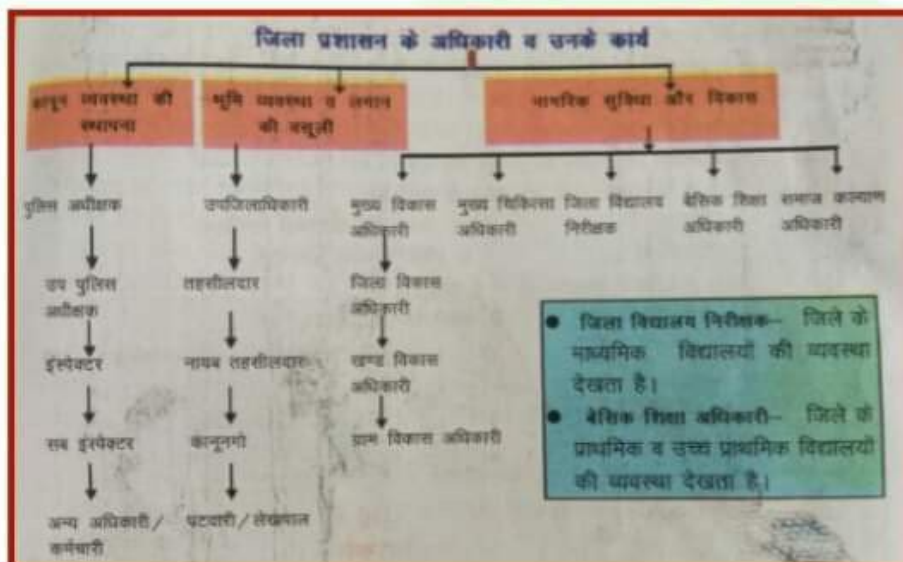 जिला प्रशासन के अधिकारी व उनके कार्य
कानून व्यवस्था की
स्थापना
भूमि व्यवस्था व लगान
की वसूली
नागरिक सुविधा और विकास
पुलिस अधीक्षक
उप पुलिस
अधीक्षक
इंस्पेक्टर
सब इंस्पेक्टर
अन्य अधिकारी/
कर्मचारी
उपजिलाधिकारी
तहसीलदार
नायब तहसीलदार
कानूनगो
पटवारी/लेखपाल
मुख्य विकास
अधिकारी
जिला विकास
अधिकारी
खण्ड विकास
अधिकारी
ग्राम विकास अधिकारी
मुख्य चिकित्सा
अधिकारी
जिला विद्यालय
निरीक्षक
बेसिक शिक्षा
अधिकारी
समाज कल्याण
अधिकारी
● जिला विद्यालय निरीक्षक– जिले के
माध्यमिक विद्यालयों की व्यवस्था
देखता है।
● बेसिक शिक्षा अधिकारी– जिले के
प्राथमिक व उच्च प्राथमिक विद्यालयों
की व्यवस्था देखता है।